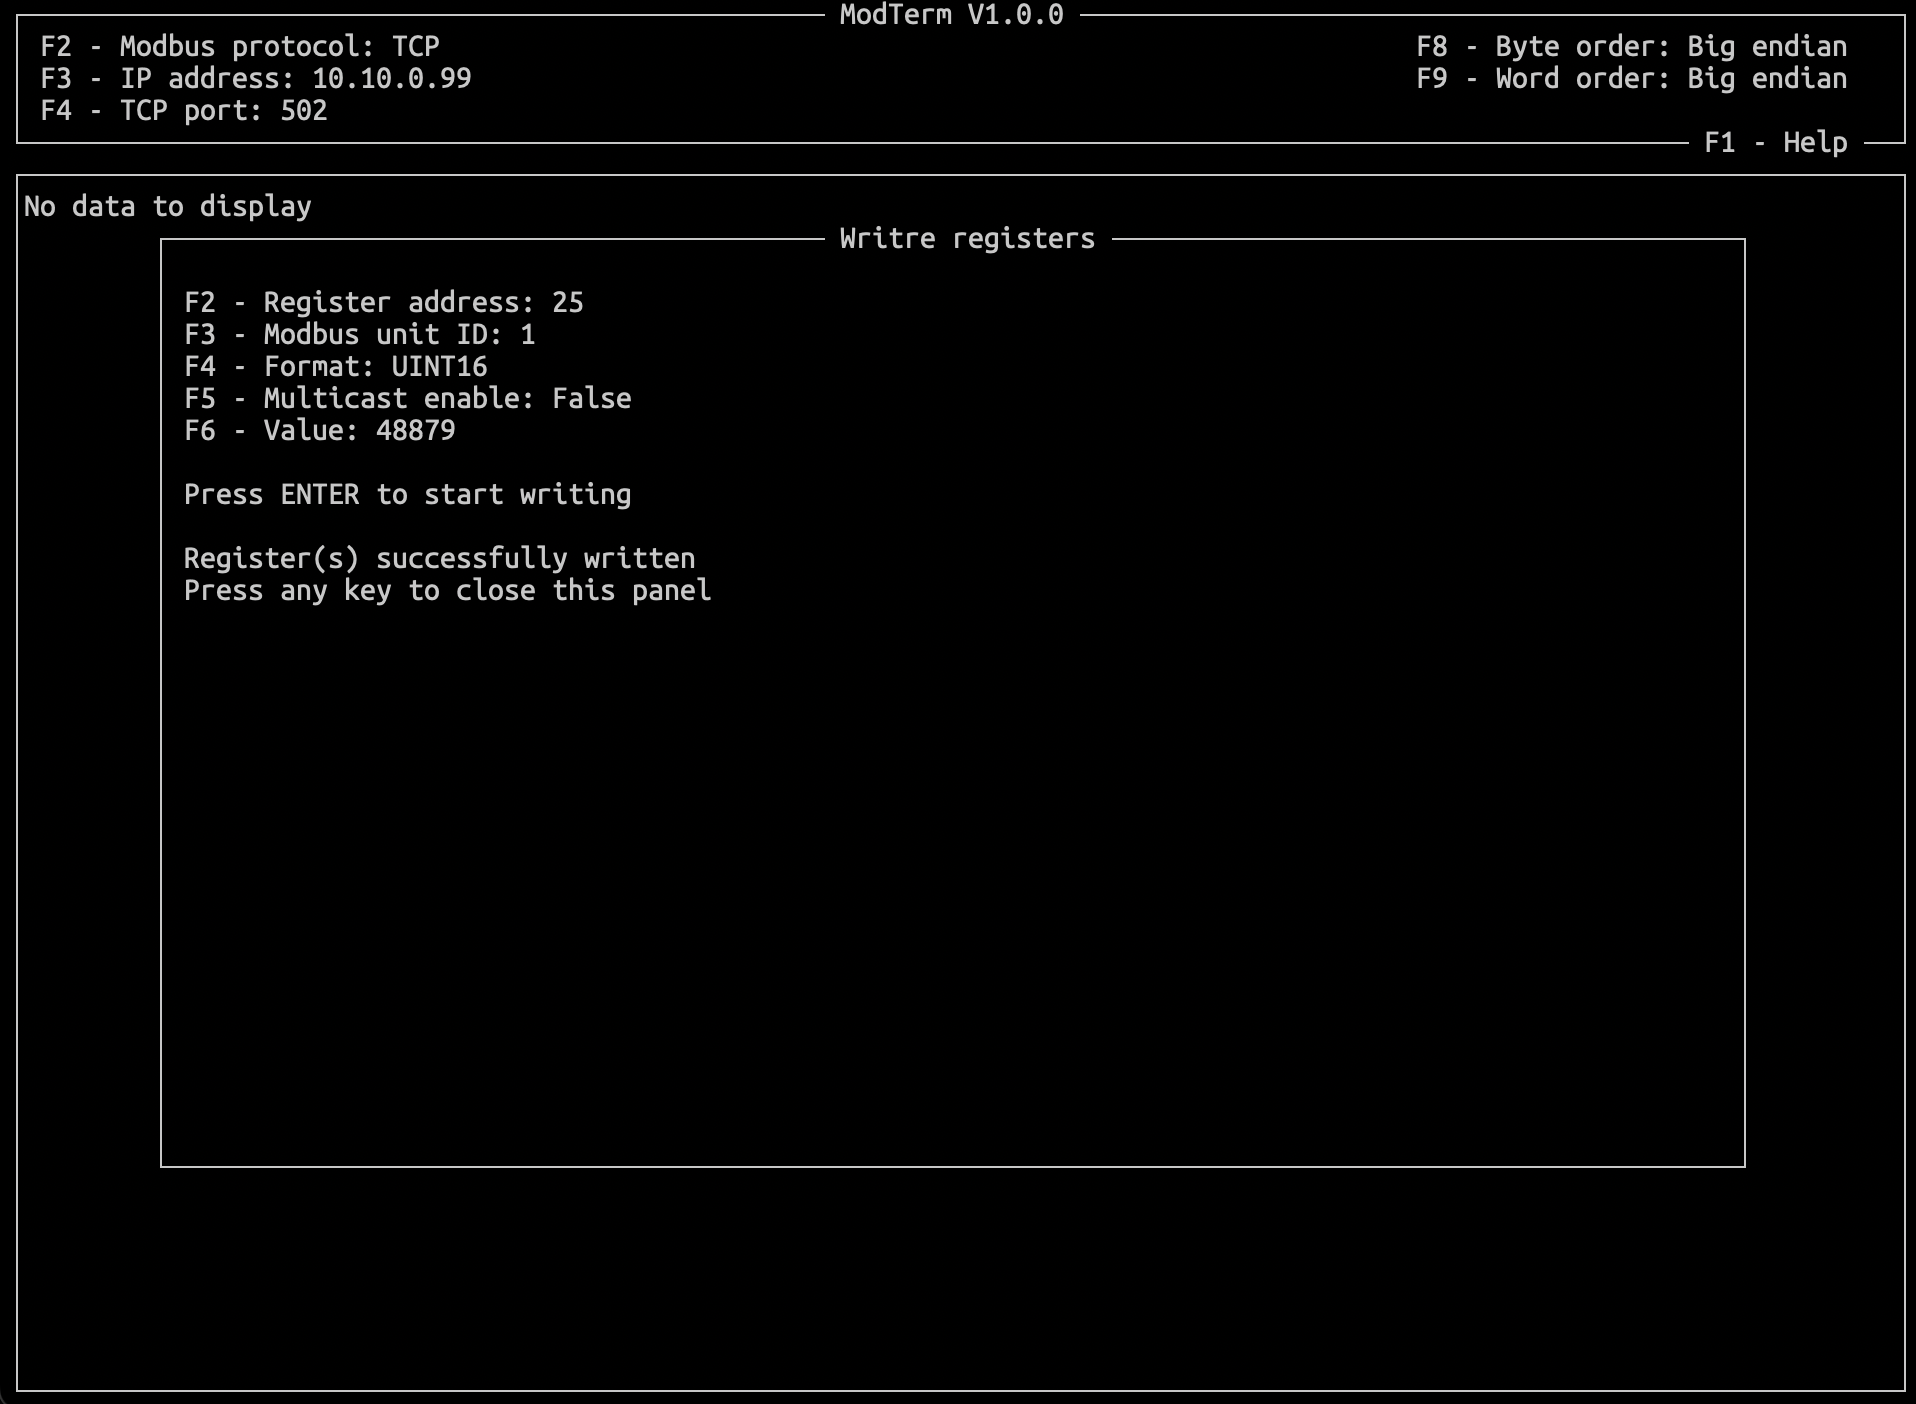 ModTerm V1.0.0
F2 - Modbus protocol: TCP
F8 - Byte order: Big endian
F3 - IP address: 10.10.0.99
F9 - Word order: Big endian
F4 - TCP port: 502
F1 - Help
No data to display
Writre registers
F2 - Register address: 25
F3 - Modbus unit ID: 1
F4 - Format: UINT16
F5 - Multicast enable: False
F6 - Value: 48879
Press ENTER to start writing
Register(s) successfully written
Press any key to close this panel